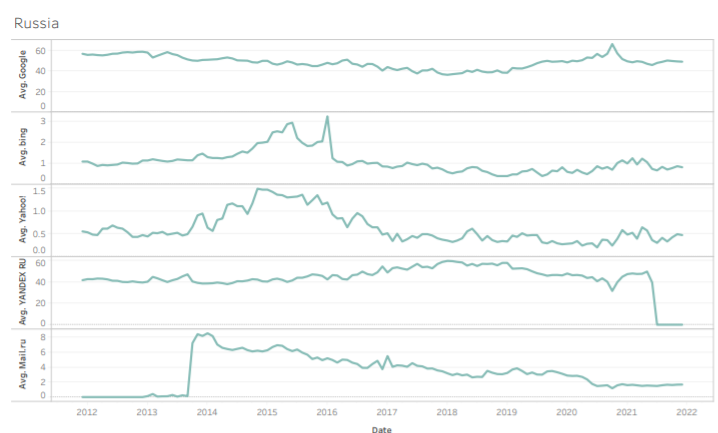 Russia
Avg. Google
60
40
20
0
Avg. bing
3
2
1
0
Avg. Yahoo!
1.5
1.0
0.5
0.0
Avg. YANDEX RU
60
40
20
0
Avg. Mail.ru
8
6
4
2
0
2012 2013 2014 2015 2016 2017 2018 2019 2020 2021 2022
Date